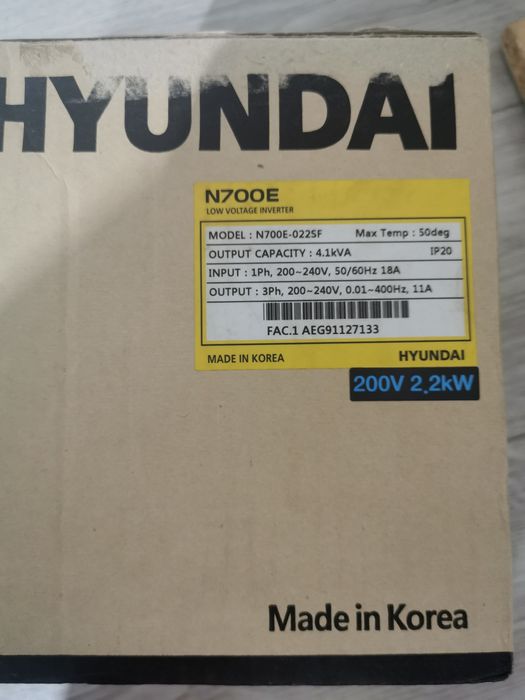 HYUNDAI
N700E
LOW VOLTAGE INVERTER
MODEL : N700E-022SF Max Temp : 50deg
OUTPUT CAPACITY : 4.1kVA IP20
INPUT : 1Ph, 200~240V, 50/60Hz 18A
OUTPUT : 3Ph, 200~240V, 0.01~400Hz, 11A
FAC.1 AEG91127133
MADE IN KOREA HYUNDAI
200V 2.2kW
Made in Korea